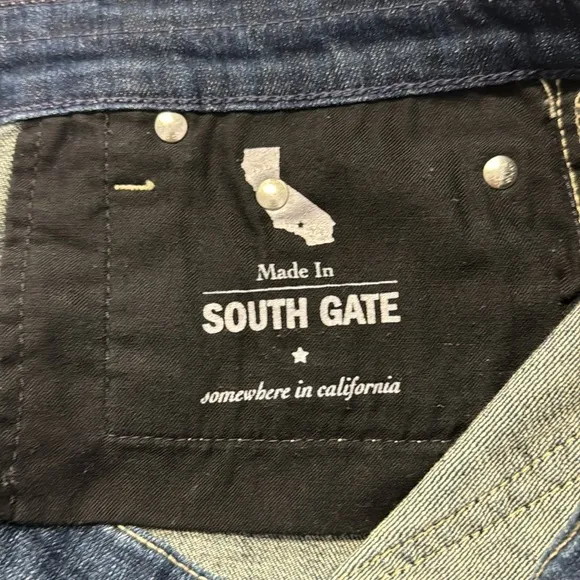 Made In
SOUTH GATE
somewhere in california